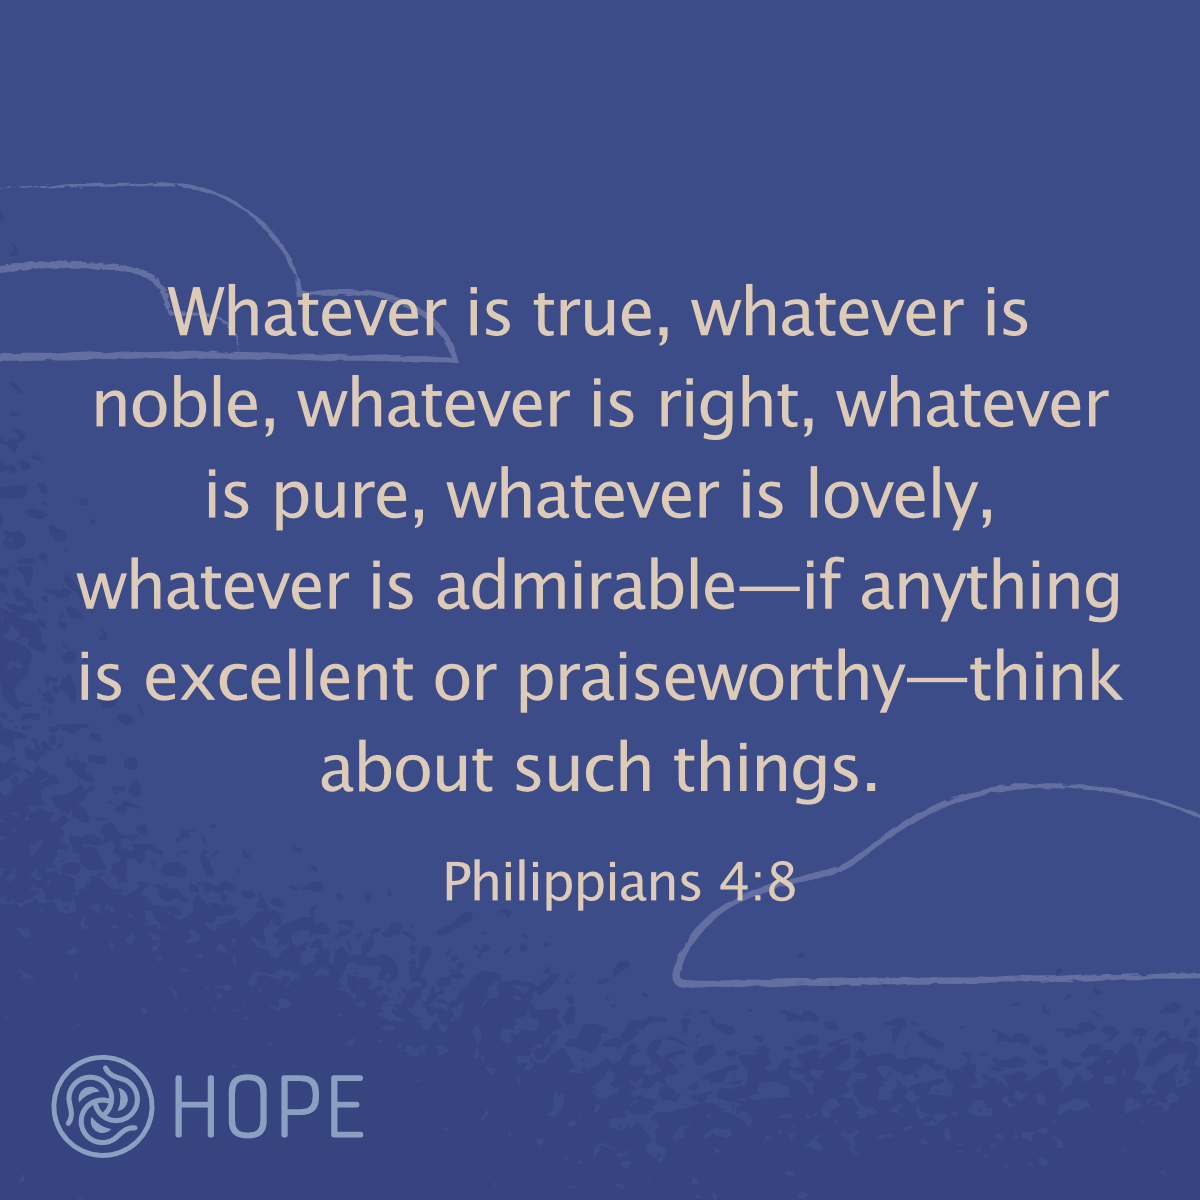 Whatever is true, whatever is
noble, whatever is right, whatever
is pure, whatever is lovely,
whatever is admirable—if anything
is excellent or praiseworthy—think
about such things.
Philippians 4:8
HOPE